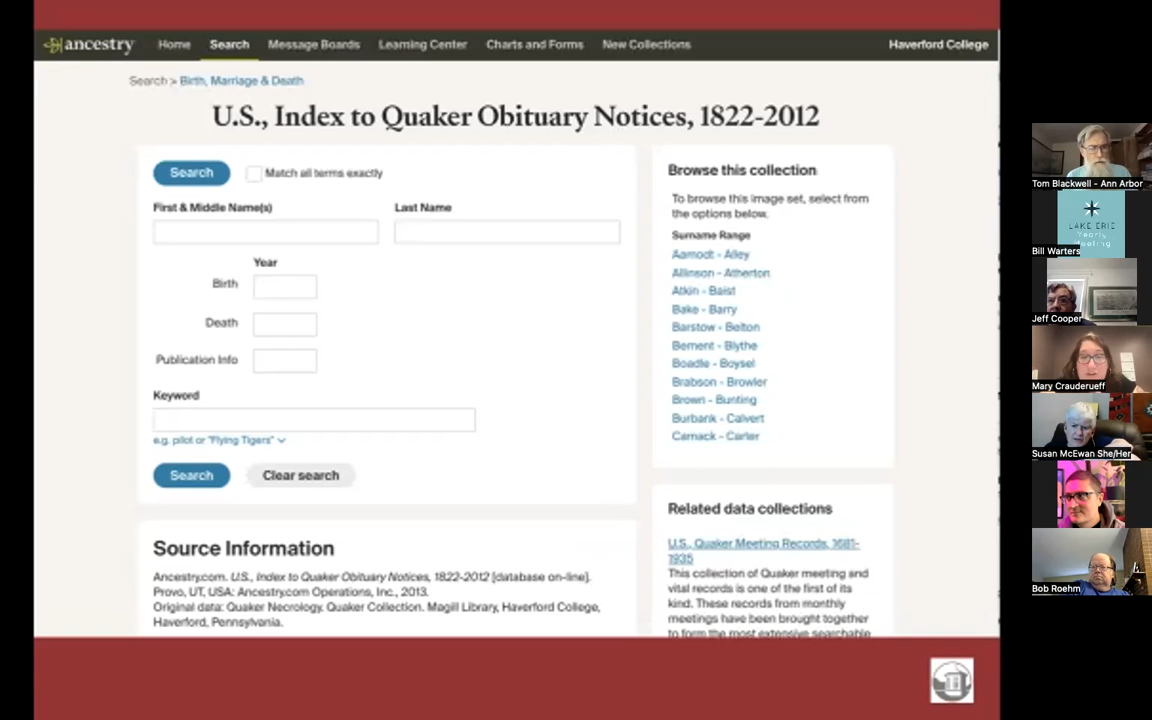 ancestry Home Search Message Boards Learning Center Charts and Forms New Collections Haverford College
Search > Birth, Marriage & Death
U.S., Index to Quaker Obituary Notices, 1822-2012
Search Match all terms exactly
First & Middle Name(s) Last Name
Year
Birth
Death
Publication Info
Keyword
e.g. pilot or "Flying Tigers"
Search Clear search
Source Information
Ancestry.com. U.S., Index to Quaker Obituary Notices, 1822-2012 [database on-line].
Provo, UT, USA: Ancestry.com Operations, Inc., 2013.
Original data: Quaker Necrology. Quaker Collection. Magill Library, Haverford College,
Haverford, Pennsylvania.
Browse this collection
To browse this image set, select from
the options below.
Surname Range
Aamodt - Alley
Allinson - Atherton
Atkin - Baist
Bake - Barry
Barstow - Belton
Bement - Blythe
Boadle - Boysel
Brabson - Browler
Brown - Bunting
Burbank - Calvert
Camack - Carter
Related data collections
U.S., Quaker Meeting Records, 1681-
1935
This collection of Quaker meeting and
vital records is one of the first of its
kind. These records from monthly
meetings have been brought together
to form the most extensive searchable
Tom Blackwell - Ann Arbor
LAKE ERIE
Yearly
Meeting
Bill Warters
Jeff Cooper
Mary Crauderueff
Susan McEwan She/Her
Bob Roehm